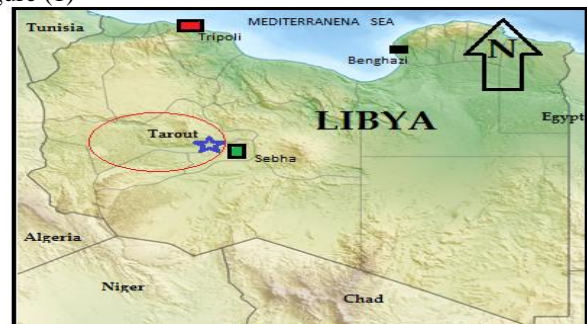 MEDITERRANENA SEA
Tunisia
Tripoli
N
Benghazi
LIBYA
Egypt
Tarout
Sebha
Algeria
Niger
Chad